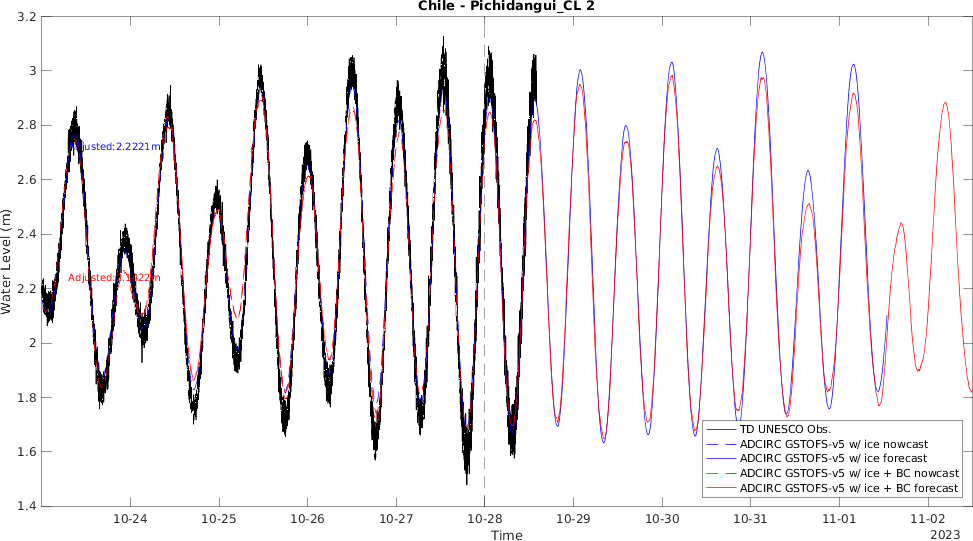 Chile - Pichidangui_CL 2
3.2
3
2.8
2.6
2.4
2.2
2
1.8
1.6
1.4
Water Level (m)
justed:2.2221m
Adjusted:
422m
TD UNESCO Obs.
ADCIRC GSTOFS-v5 w/ ice nowcast
ADCIRC GSTOFS-v5 w/ ice forecast
ADCIRC GSTOFS-v5 w/ ice + BC nowcast
ADCIRC GSTOFS-v5 w/ ice + BC forecast
10-24 10-25 10-26 10-27 10-28 10-29 10-30 10-31 11-01 11-02
Time
2023